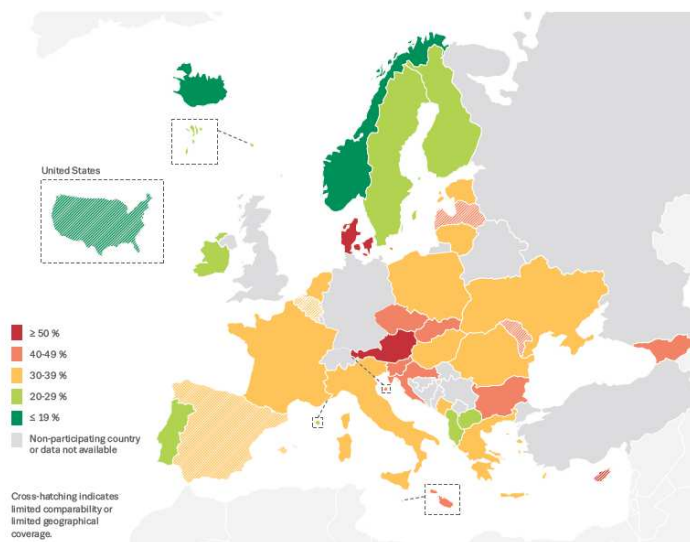 United States
≥ 50 %
40-49 %
30-39 %
20-29 %
≤ 19 %
Non-participating country
or data not available
Cross-hatching indicates
limited comparability or
limited geographical
coverage.